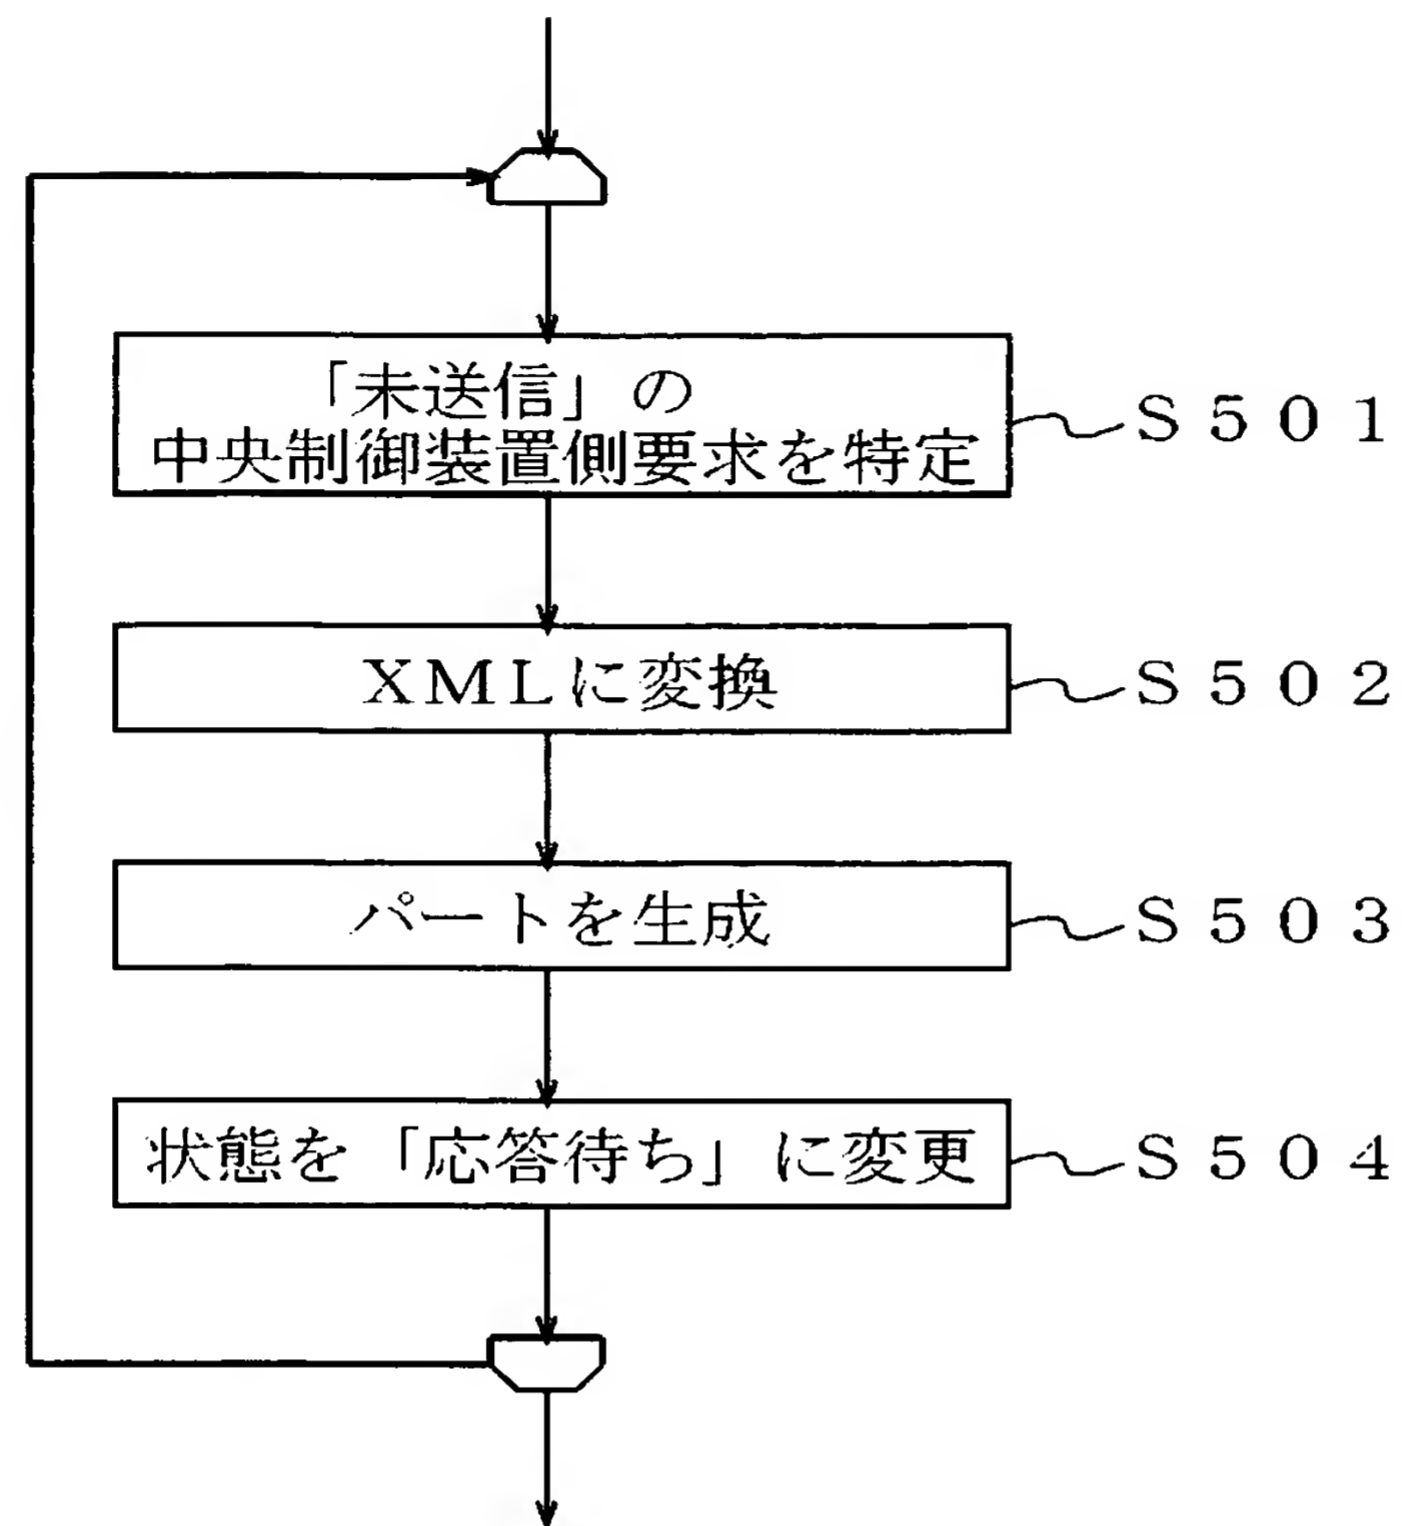 「未送信」の
中央制御装置側要求を特定
S501
XMLに変換
S502
パートを生成
S503
状態を「応答待ち」に変更
S504